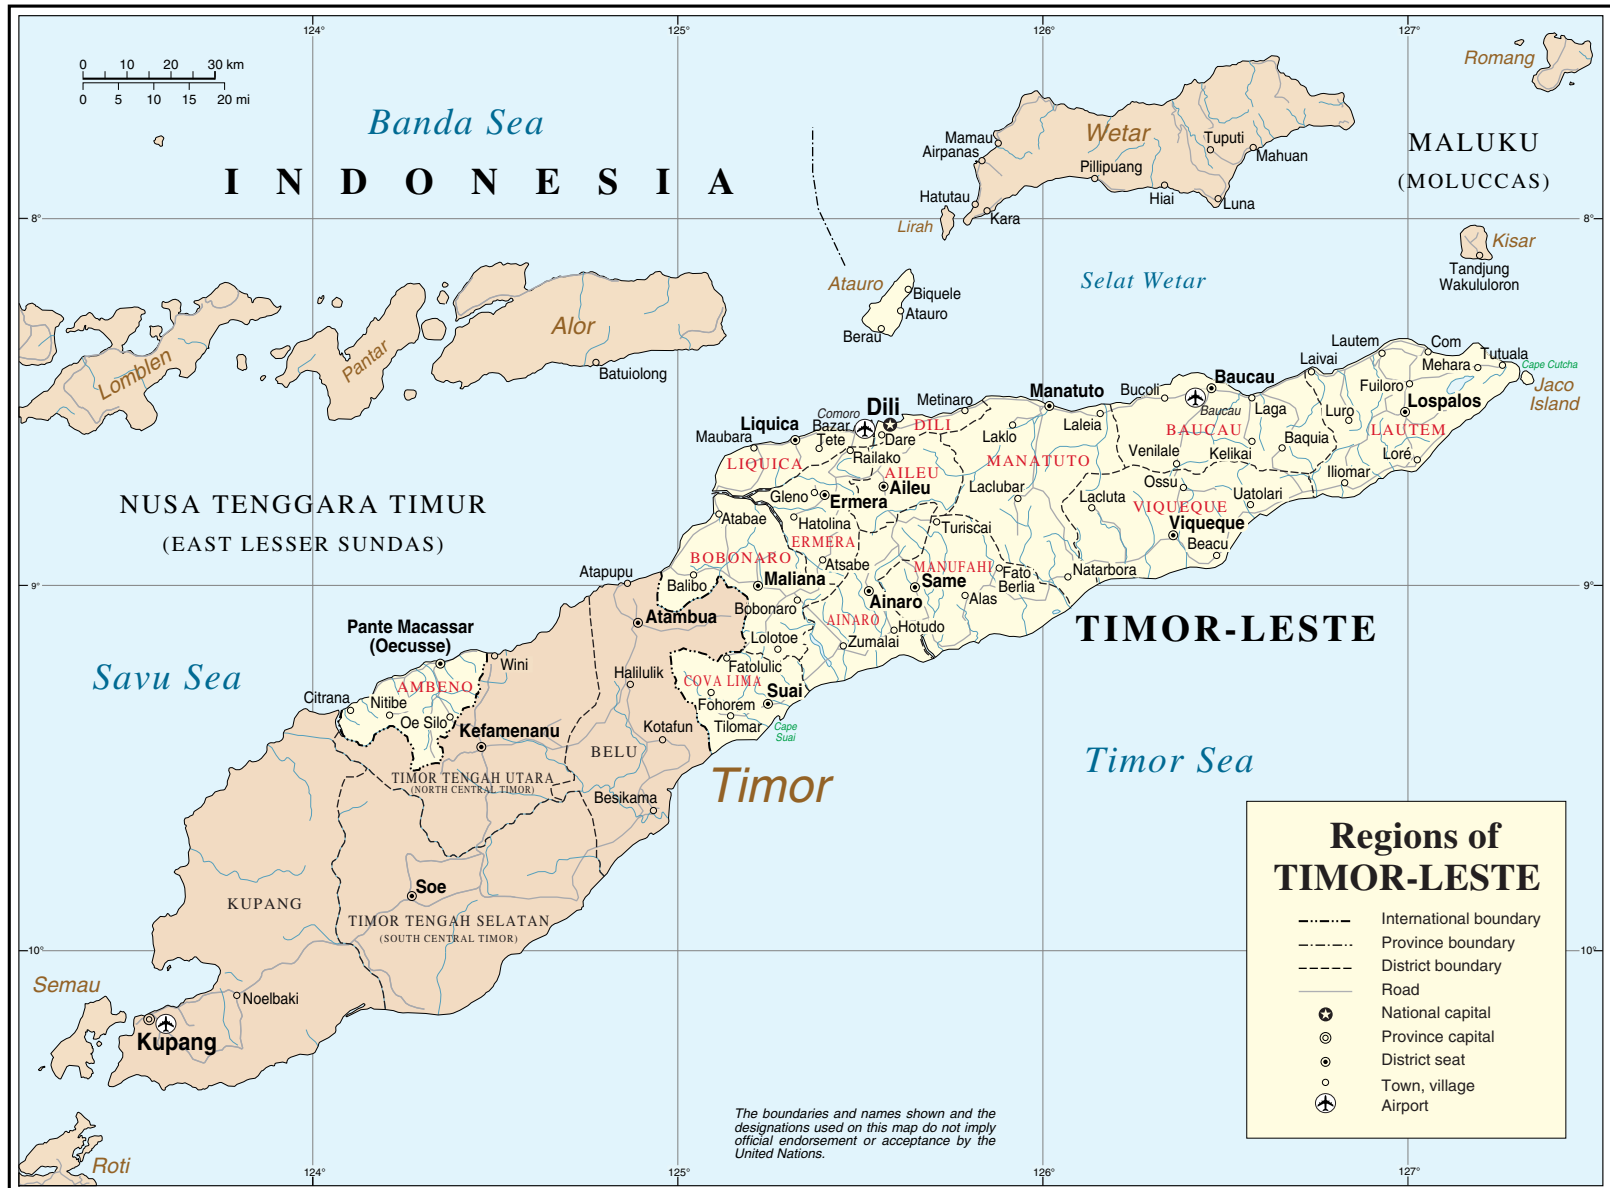 124°
125°
126°
127°
0 10 20 30 km
0 5 10 15 20 mi
Banda Sea
INDONESIA
Romang
Wetar
Mamau
Airpanas
Tuputi
Mahuan
Pillipuang
Hatutau
Kara
Hiai
Luna
Lirah
MALUKU
(MOLUCCAS)
8°
8°
Kisar
Tandjung
Wakululoron
Selat Wetar
Atauro
Biquele
Atauro
Berau
Alor
Pantar
Lomblen
Batuiolong
Lautem
Com
Tutuala
Cape Cutcha
Laivai
Mehara
Jaco
Island
Fuiloro
Lospalos
Baucau
Bucoli
Baucau
Laga
Luro
LAUTEM
Manatuto
Metinaro
Dili
Comoro
Bazar
DILI
Laleia
BAUCAU
Baquia
Liquica
Tete
Dare
Laklo
Maubara
Railako
Venilale
Kelikai
Lore
LIQUICA
AILEU
MANATUTO
Iliomar
Ossu
Aileu
Gleno
Ermera
Laclubar
Lacluta
Uatolari
VIQUEQUE
NUSA TENGGARA TIMUR
(EAST LESSER SUNDAS)
Atabae
Hatolina
Turiscai
Viqueque
ERMERA
Beacu
BOBONARO
Atsabe
MANUFAHI
Fato
Berlia
Natarbora
Atapupu
Balibo
Maliana
Same
9°
9°
Ainaro
Alas
Bobonaro
Atambua
AINARO
Hotudo
TIMOR-LESTE
Pante Macassar
(Oecusse)
Lolotoe
Zumalai
Wini
Fatolulic
Savu Sea
Halilulik
COVA LIMA
AMBENO
Suai
Citrana
Nitibe
Fohorem
Oe Silo
Tilomar
Cape
Suai
Kefamenanu
Kotafun
BELU
Timor Sea
TIMOR TENGAH UTARA
(NORTH CENTRAL TIMOR)
Timor
Besikama
Soe
KUPANG
TIMOR TENGAH SELATAN
(SOUTH CENTRAL TIMOR)
10°
10°
Semau
Noelbaki
Kupang
Roti
Regions of
TIMOR-LESTE
International boundary
Province boundary
District boundary
Road
National capital
Province capital
District seat
Town, village
Airport
The boundaries and names shown and the
designations used on this map do not imply
official endorsement or acceptance by the
United Nations.
124°
125°
126°
127°